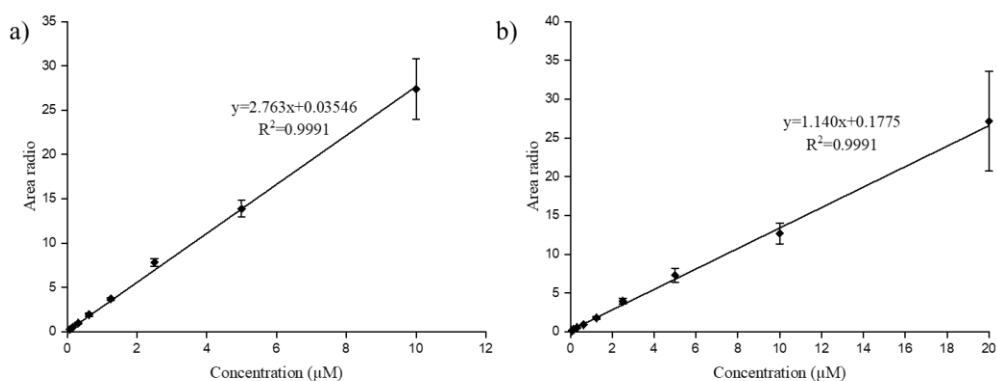 a)
35
30
25
20
15
10
5
0
Area radio
y=2.763x+0.03546
R²=0.9991
0 2 4 6 8 10 12
Concentration (μM)
b)
40
35
30
25
20
15
10
5
0
Area radio
y=1.140x+0.1775
R²=0.9991
0 2 4 6 8 10 12 14 16 18 20
Concentration (μM)